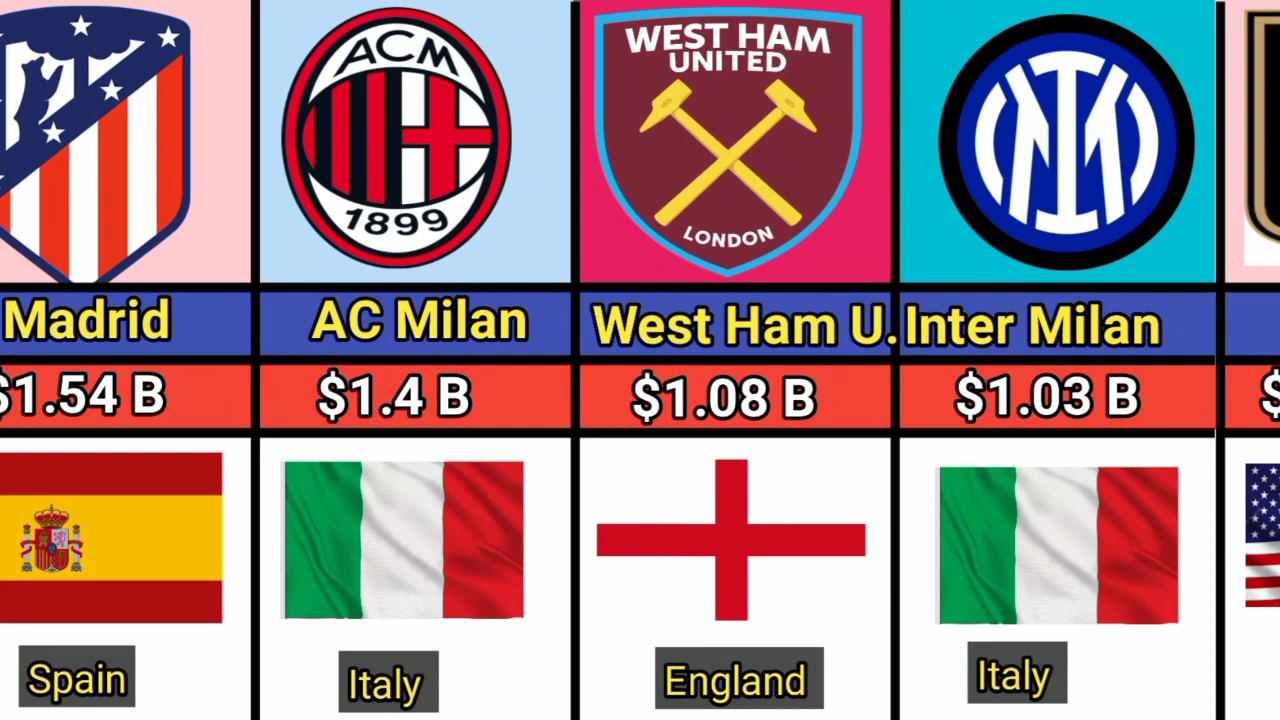 ACM
1899
WEST HAM
UNITED
LONDON
IM
Madrid
AC Milan
West Ham U.
Inter Milan
$1.54 B
$1.4 B
$1.08 B
$1.03 B
$
Spain
Italy
England
Italy